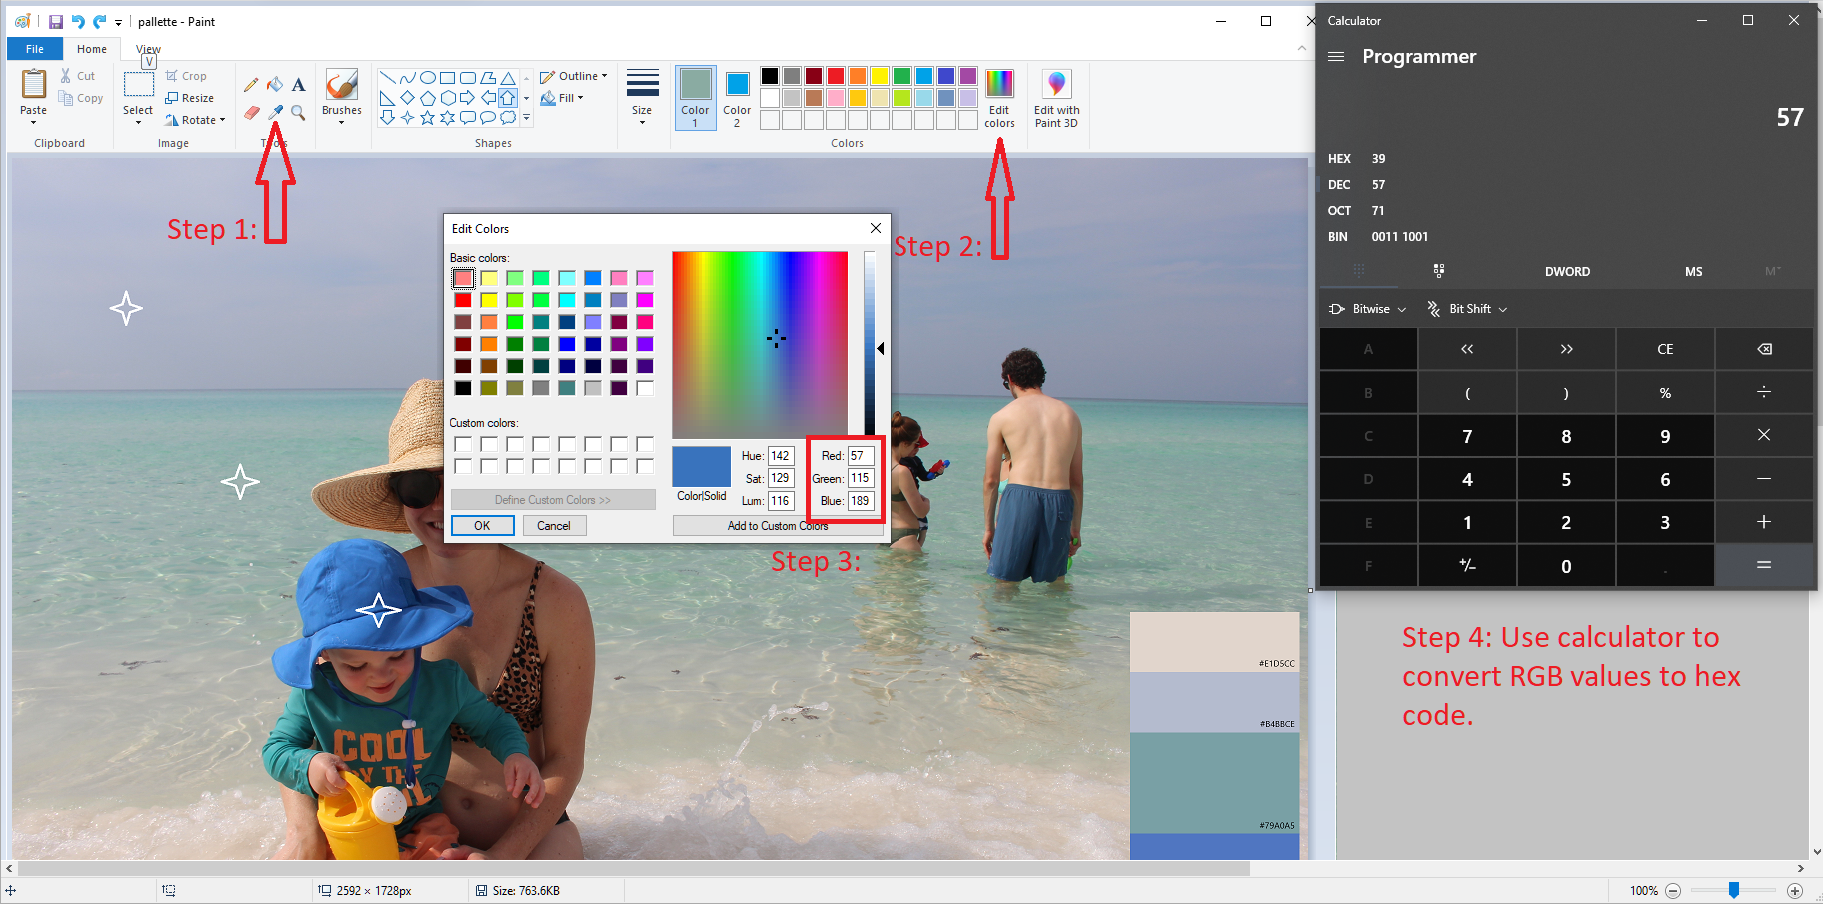 pallette - Paint
File
Home
View
V
Paste
Cut
Copy
Clipboard
Select
Crop
Resize
Rotate
Image
A
Tools
Brushes
Outline
Fill
Shapes
Size
Color
1
Color
2
Edit
colors
Colors
Edit with
Paint 3D
Step 1:
Step 2:
Edit Colors
Basic colors:
Custom colors:
Define Custom Colors >>
OK
Cancel
Color|Solid
Hue: 142
Sat: 129
Lum: 116
Red: 57
Green: 115
Blue: 189
Add to Custom Colors
Step 3:
COOL
BY THE
#E1D5CC
#B4BBCE
#79A0A5
Calculator
Programmer
57
HEX 39
DEC 57
OCT 71
BIN 0011 1001
DWORD
MS
M˅
Bitwise
Bit Shift
A << >> CE
B ( ) % ÷
C 7 8 9 ×
D 4 5 6 −
E 1 2 3 +
F +/− 0 . =
Step 4: Use calculator to
convert RGB values to hex
code.
2592 × 1728px
Size: 763.6KB
100%